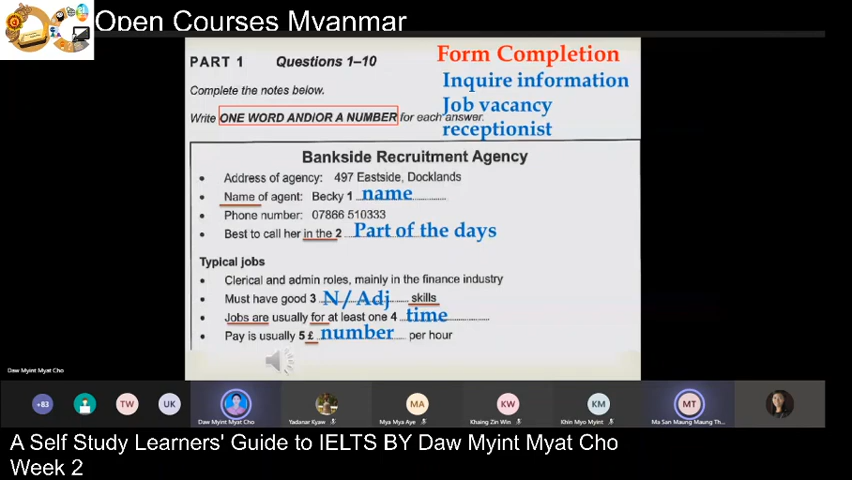 Open Courses Myanmar
PART 1 Questions 1–10
Form Completion
Inquire information
Complete the notes below.
Job vacancy
Write ONE WORD AND/OR A NUMBER for each answer.
receptionist
Bankside Recruitment Agency
• Address of agency: 497 Eastside, Docklands
• Name of agent: Becky 1 name
• Phone number: 07866 510333
• Best to call her in the 2 Part of the days
Typical jobs
• Clerical and admin roles, mainly in the finance industry
• Must have good 3 N/Adj skills
• Jobs are usually for at least one 4 time
• Pay is usually 5 £ number per hour
Daw Myint Myat Cho
+83
TW
UK
MA
KW
KM
MT
Daw Myint Myat Cho
Yadanar Kyaw
Mya Mya Aye
Khaing Zin Win
Khin Myo Myint
Ma San Maung Maung Th...
A Self Study Learners' Guide to IELTS BY Daw Myint Myat Cho
Week 2